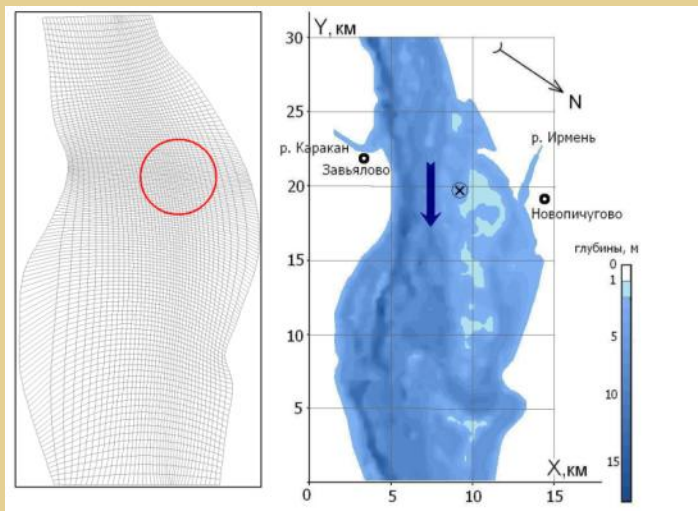 Y, км
30
25
20
15
10
5
0
5
10
15
X, км
N
р. Каракан
Завьялово
р. Ирмень
Новопичугово
глубины, м
0
1
5
10
15